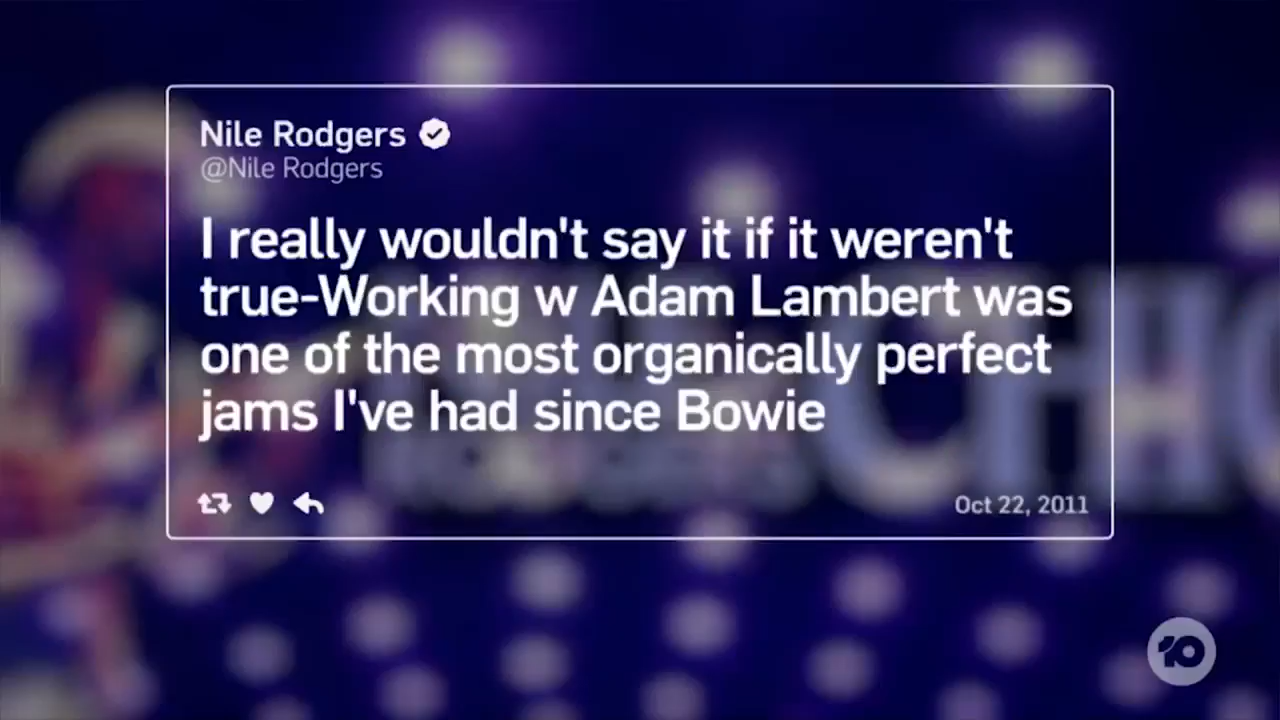 Nile Rodgers
@Nile Rodgers
I really wouldn't say it if it weren't
true-Working w Adam Lambert was
one of the most organically perfect
jams I've had since Bowie
Oct 22, 2011
10